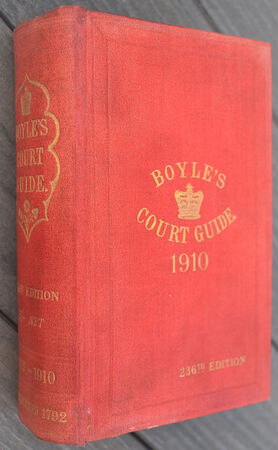 BOYLE'S
COURT
GUIDE.
EDITION
NET
1910
1792
BOYLE'S
COURT GUIDE
1910
236TH EDITION